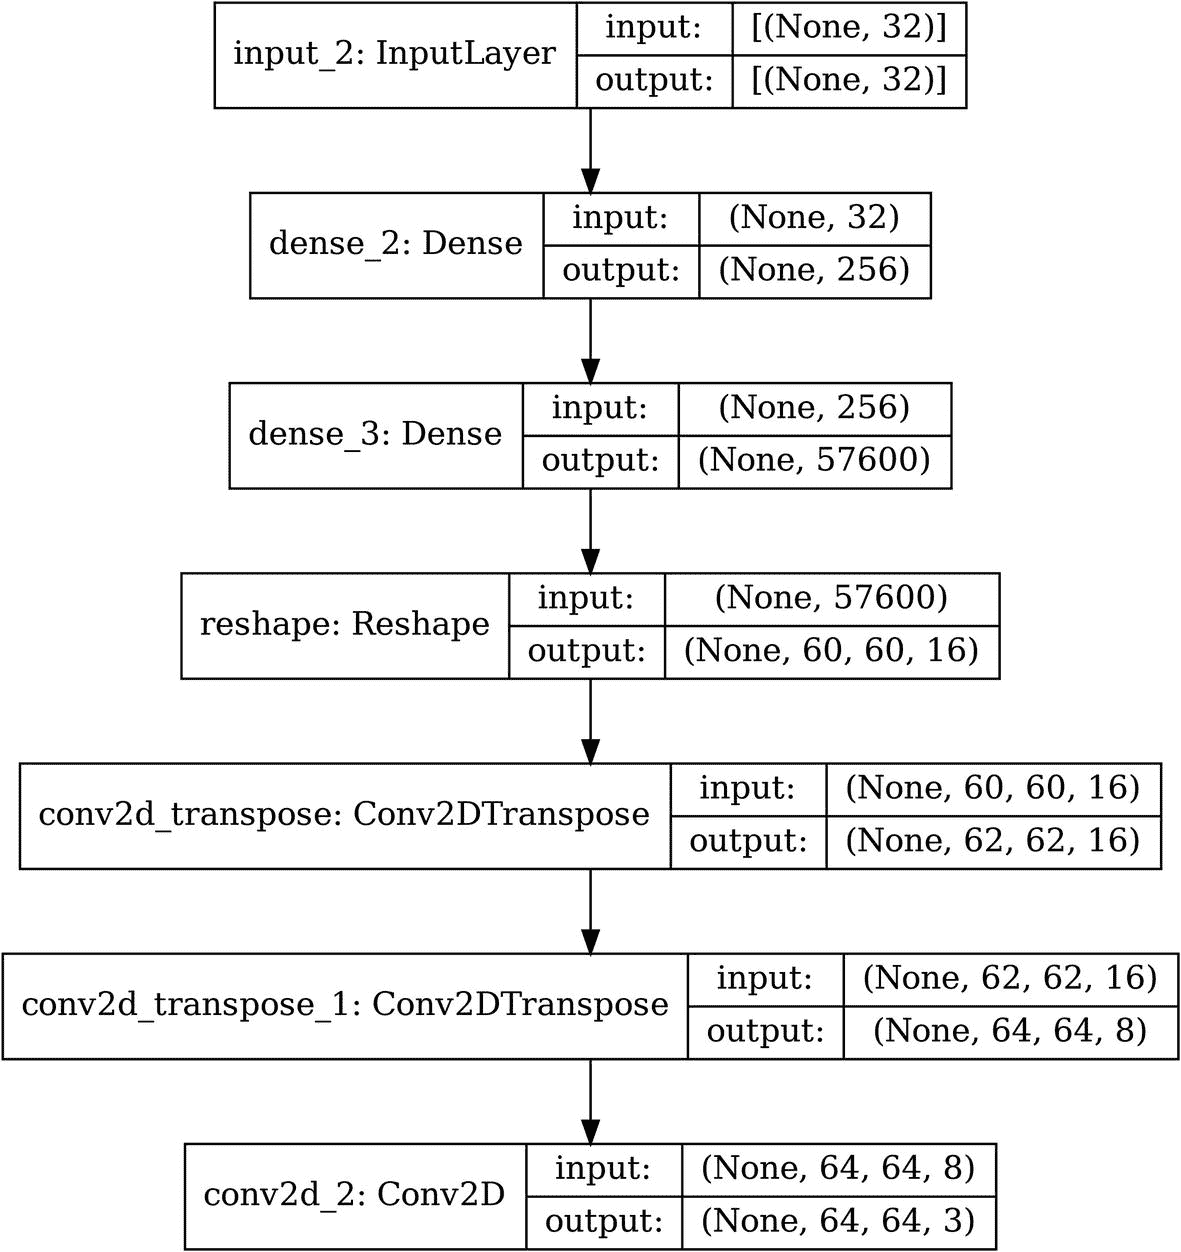 input_2: InputLayer
input: [(None, 32)]
output: [(None, 32)]
dense_2: Dense
input: (None, 32)
output: (None, 256)
dense_3: Dense
input: (None, 256)
output: (None, 57600)
reshape: Reshape
input: (None, 57600)
output: (None, 60, 60, 16)
conv2d_transpose: Conv2DTranspose
input: (None, 60, 60, 16)
output: (None, 62, 62, 16)
conv2d_transpose_1: Conv2DTranspose
input: (None, 62, 62, 16)
output: (None, 64, 64, 8)
conv2d_2: Conv2D
input: (None, 64, 64, 8)
output: (None, 64, 64, 3)